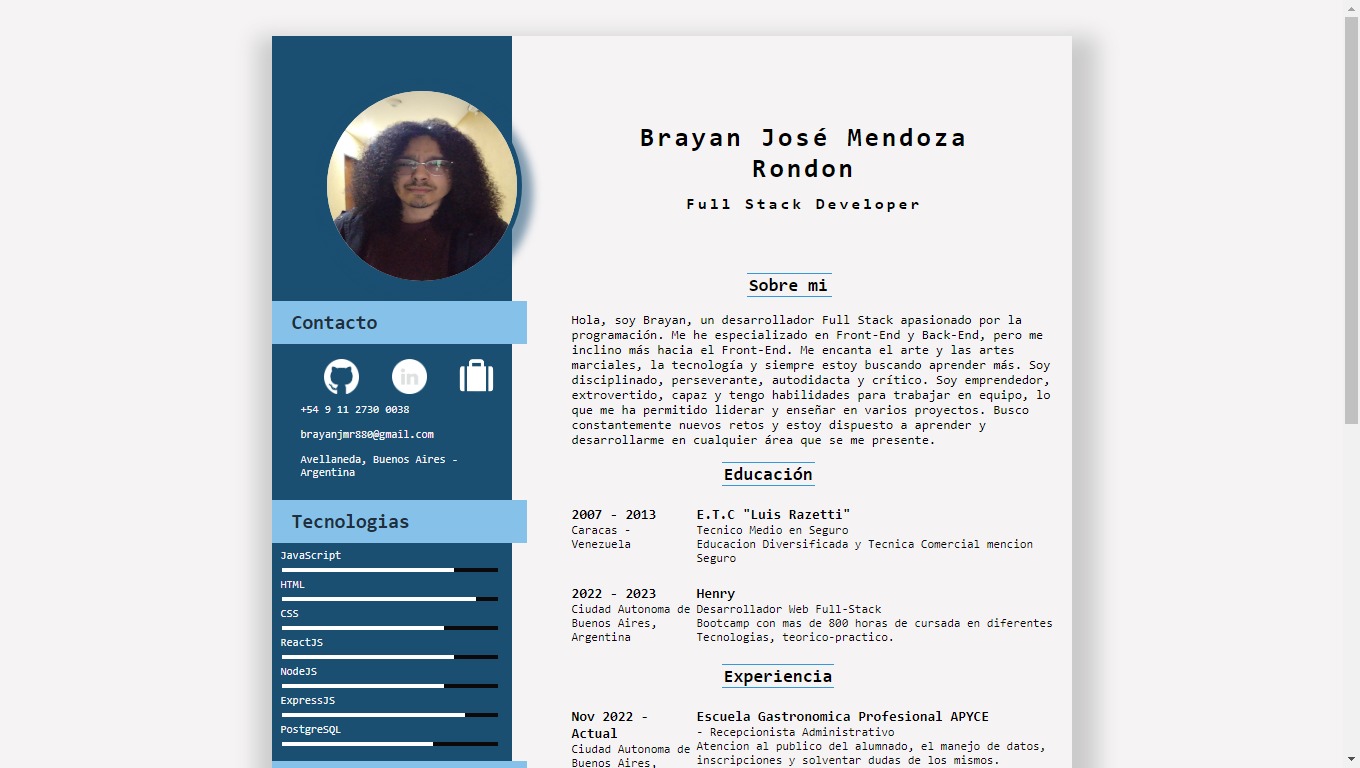 Brayan José Mendoza
Rondon
Full Stack Developer
Contacto
in
+54 9 11 2730 0038
brayanjmr880@gmail.com
Avellaneda, Buenos Aires -
Argentina
Tecnologias
JavaScript
HTML
CSS
ReactJS
NodeJS
ExpressJS
PostgreSQL
Sobre mi
Hola, soy Brayan, un desarrollador Full Stack apasionado por la
programación. Me he especializado en Front-End y Back-End, pero me
inclino más hacia el Front-End. Me encanta el arte y las artes
marciales, la tecnología y siempre estoy buscando aprender más. Soy
disciplinado, perseverante, autodidacta y crítico. Soy emprendedor,
extrovertido, capaz y tengo habilidades para trabajar en equipo, lo
que me ha permitido liderar y enseñar en varios proyectos. Busco
constantemente nuevos retos y estoy dispuesto a aprender y
desarrollarme en cualquier área que se me presente.
Educación
2007 - 2013
Caracas -
Venezuela
E.T.C "Luis Razetti"
Tecnico Medio en Seguro
Educacion Diversificada y Tecnica Comercial mencion
Seguro
2022 - 2023
Ciudad Autonoma de
Buenos Aires,
Argentina
Henry
Desarrollador Web Full-Stack
Bootcamp con mas de 800 horas de cursada en diferentes
Tecnologias, teorico-practico.
Experiencia
Nov 2022 -
Actual
Ciudad Autonoma de
Buenos Aires,
Escuela Gastronomica Profesional APYCE
- Recepcionista Administrativo
Atencion al publico del alumnado, el manejo de datos,
inscripciones y solventar dudas de los mismos.